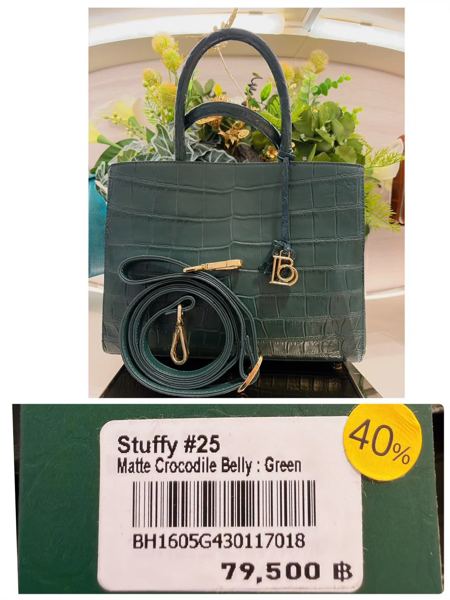 B
Stuffy #25
40%
Matte Crocodile Belly : Green
BH1605G430117018
79,500 ฿